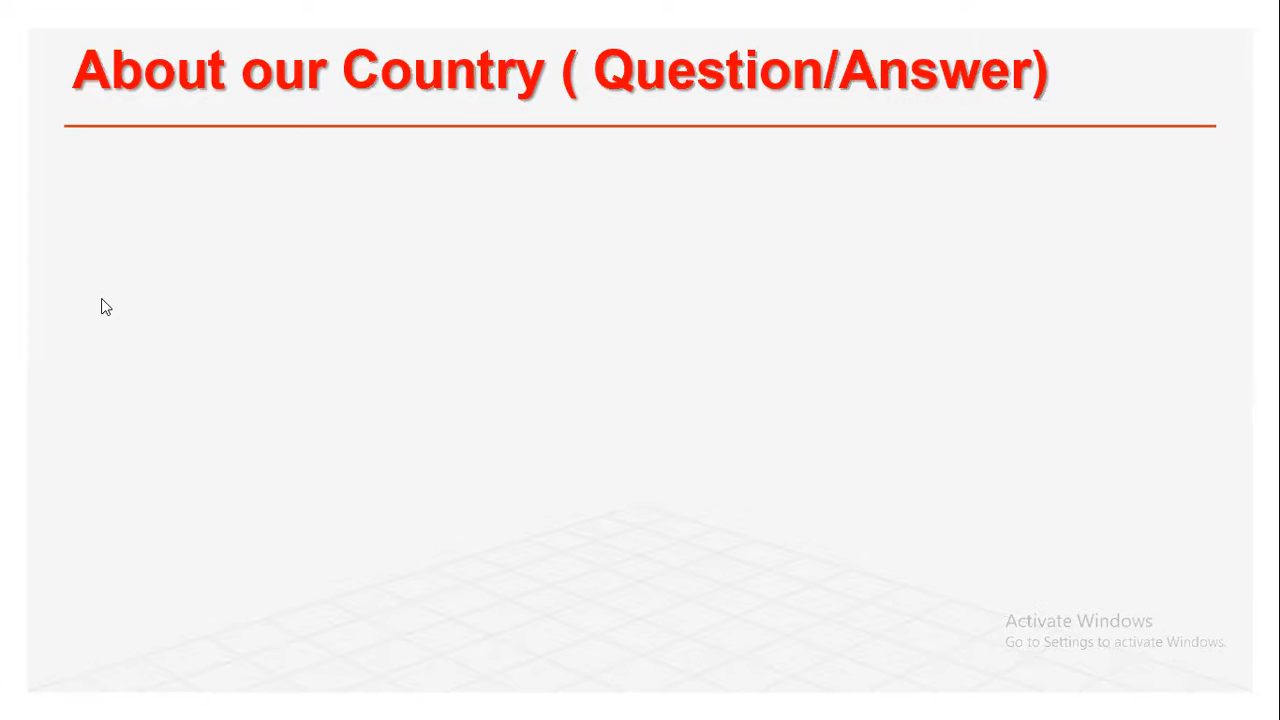 About our Country ( Question/Answer)
Activate Windows
Go to Settings to activate Windows.